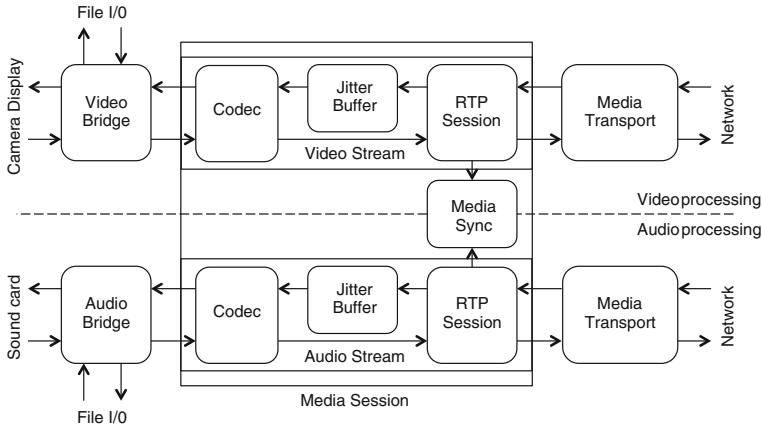 File I/0
Camera Display
Video
Bridge
Codec
Jitter
Buffer
RTP
Session
Media
Transport
Network
Video Stream
Media
Sync
Videoprocessing
Audioprocessing
Sound card
Audio
Bridge
Codec
Jitter
Buffer
RTP
Session
Media
Transport
Network
Audio Stream
Media Session
File I/0